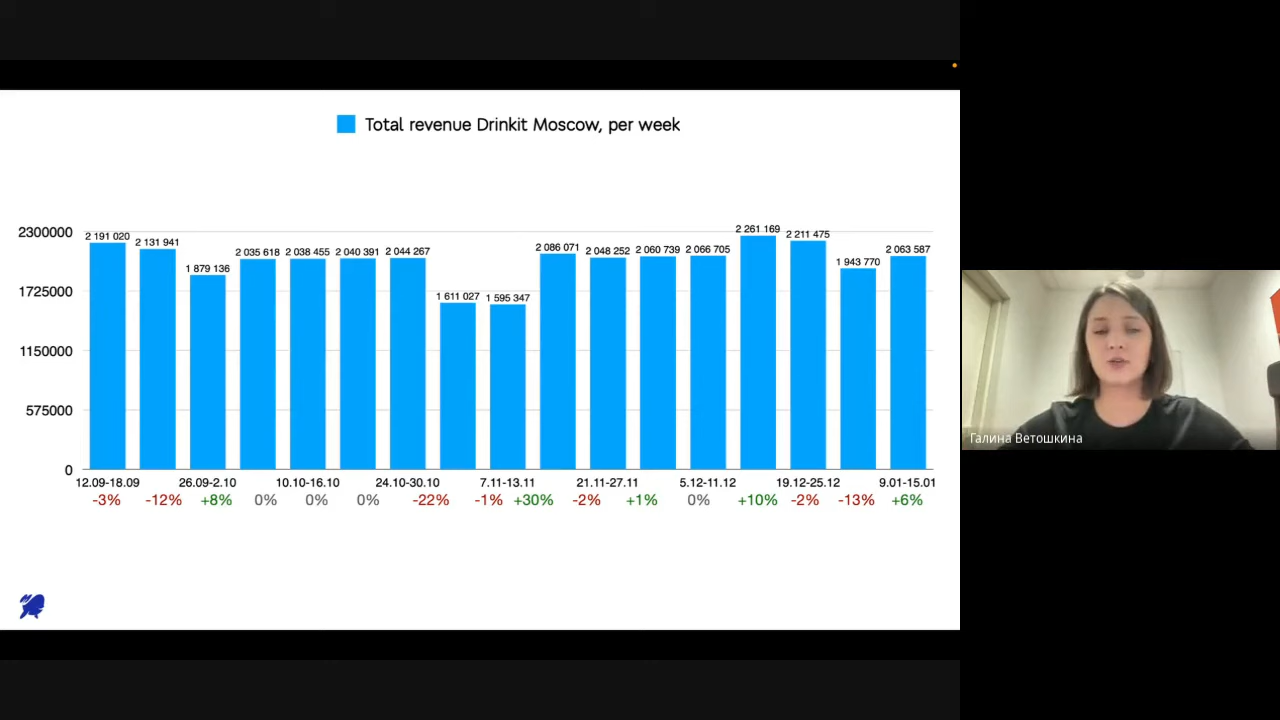 Total revenue Drinkit Moscow, per week
2300000
1725000
1150000
575000
0
2 191 020
2 131 941
1 879 136
2 035 618
2 038 455
2 040 391
2 044 267
1 611 027
1 595 347
2 086 071
2 048 252
2 060 739
2 066 705
2 261 169
2 211 475
1 943 770
2 063 587
12.09-18.09 26.09-2.10 10.10-16.10 24.10-30.10 7.11-13.11 21.11-27.11 5.12-11.12 19.12-25.12 9.01-15.01
-3% -12% +8% 0% 0% 0% -22% -1% +30% -2% +1% 0% +10% -2% -13% +6%
Галина Ветошкина